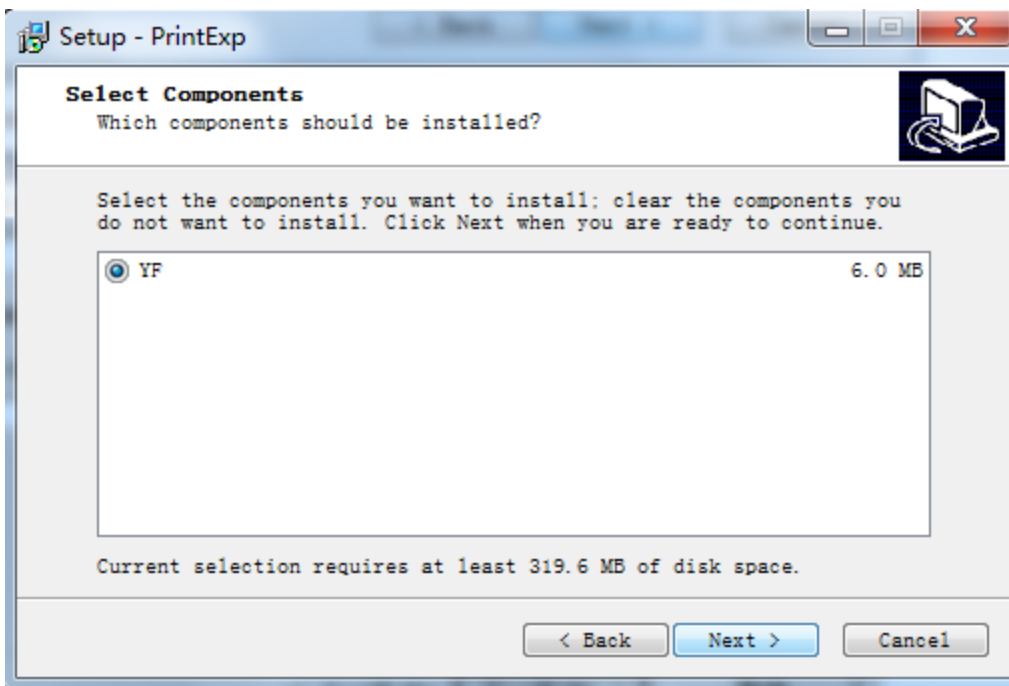 Setup - PrintExp
Select Components
Which components should be installed?
Select the components you want to install; clear the components you
do not want to install. Click Next when you are ready to continue.
YF 6.0 MB
Current selection requires at least 319.6 MB of disk space.
< Back Next > Cancel